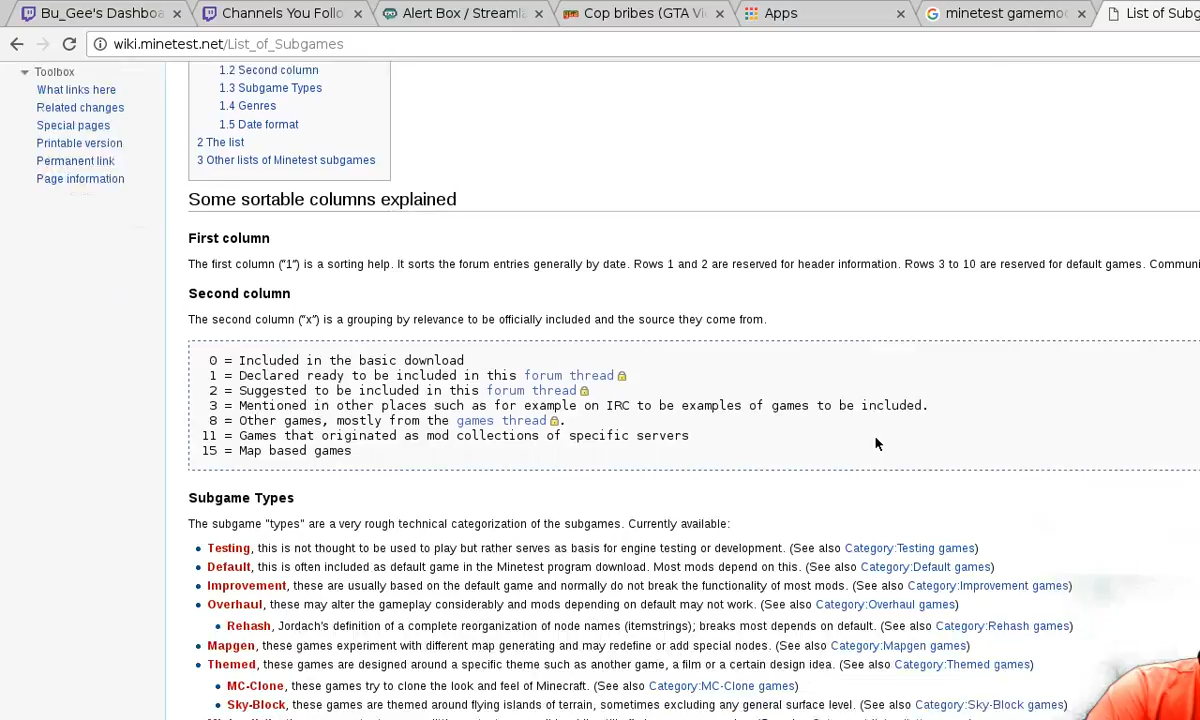 Bu_Gee's Dashboa
Channels You Follo
Alert Box / Streamla
Cop bribes (GTA Vi
Apps
minetest gamemo
List of Subg
wiki.minetest.net/List_of_Subgames
Toolbox
What links here
Related changes
Special pages
Printable version
Permanent link
Page information
1.2 Second column
1.3 Subgame Types
1.4 Genres
1.5 Date format
2 The list
3 Other lists of Minetest subgames
Some sortable columns explained
First column
The first column ("1") is a sorting help. It sorts the forum entries generally by date. Rows 1 and 2 are reserved for header information. Rows 3 to 10 are reserved for default games. Communi
Second column
The second column ("x") is a grouping by relevance to be officially included and the source they come from.
0 = Included in the basic download
1 = Declared ready to be included in this forum thread
2 = Suggested to be included in this forum thread
3 = Mentioned in other places such as for example on IRC to be examples of games to be included.
8 = Other games, mostly from the games thread.
11 = Games that originated as mod collections of specific servers
15 = Map based games
Subgame Types
The subgame "types" are a very rough technical categorization of the subgames. Currently available:
Testing, this is not thought to be used to play but rather serves as basis for engine testing or development. (See also Category:Testing games)
Default, this is often included as default game in the Minetest program download. Most mods depend on this. (See also Category:Default games)
Improvement, these are usually based on the default game and normally do not break the functionality of most mods. (See also Category:Improvement games)
Overhaul, these may alter the gameplay considerably and mods depending on default may not work. (See also Category:Overhaul games)
Rehash, Jordach's definition of a complete reorganization of node names (itemstrings); breaks most depends on default. (See also Category:Rehash games)
Mapgen, these games experiment with different map generating and may redefine or add special nodes. (See also Category:Mapgen games)
Themed, these games are designed around a specific theme such as another game, a film or a certain design idea. (See also Category:Themed games)
MC-Clone, these games try to clone the look and feel of Minecraft. (See also Category:MC-Clone games)
Sky-Block, these games are themed around flying islands of terrain, sometimes excluding any general surface level. (See also Category:Sky-Block games)